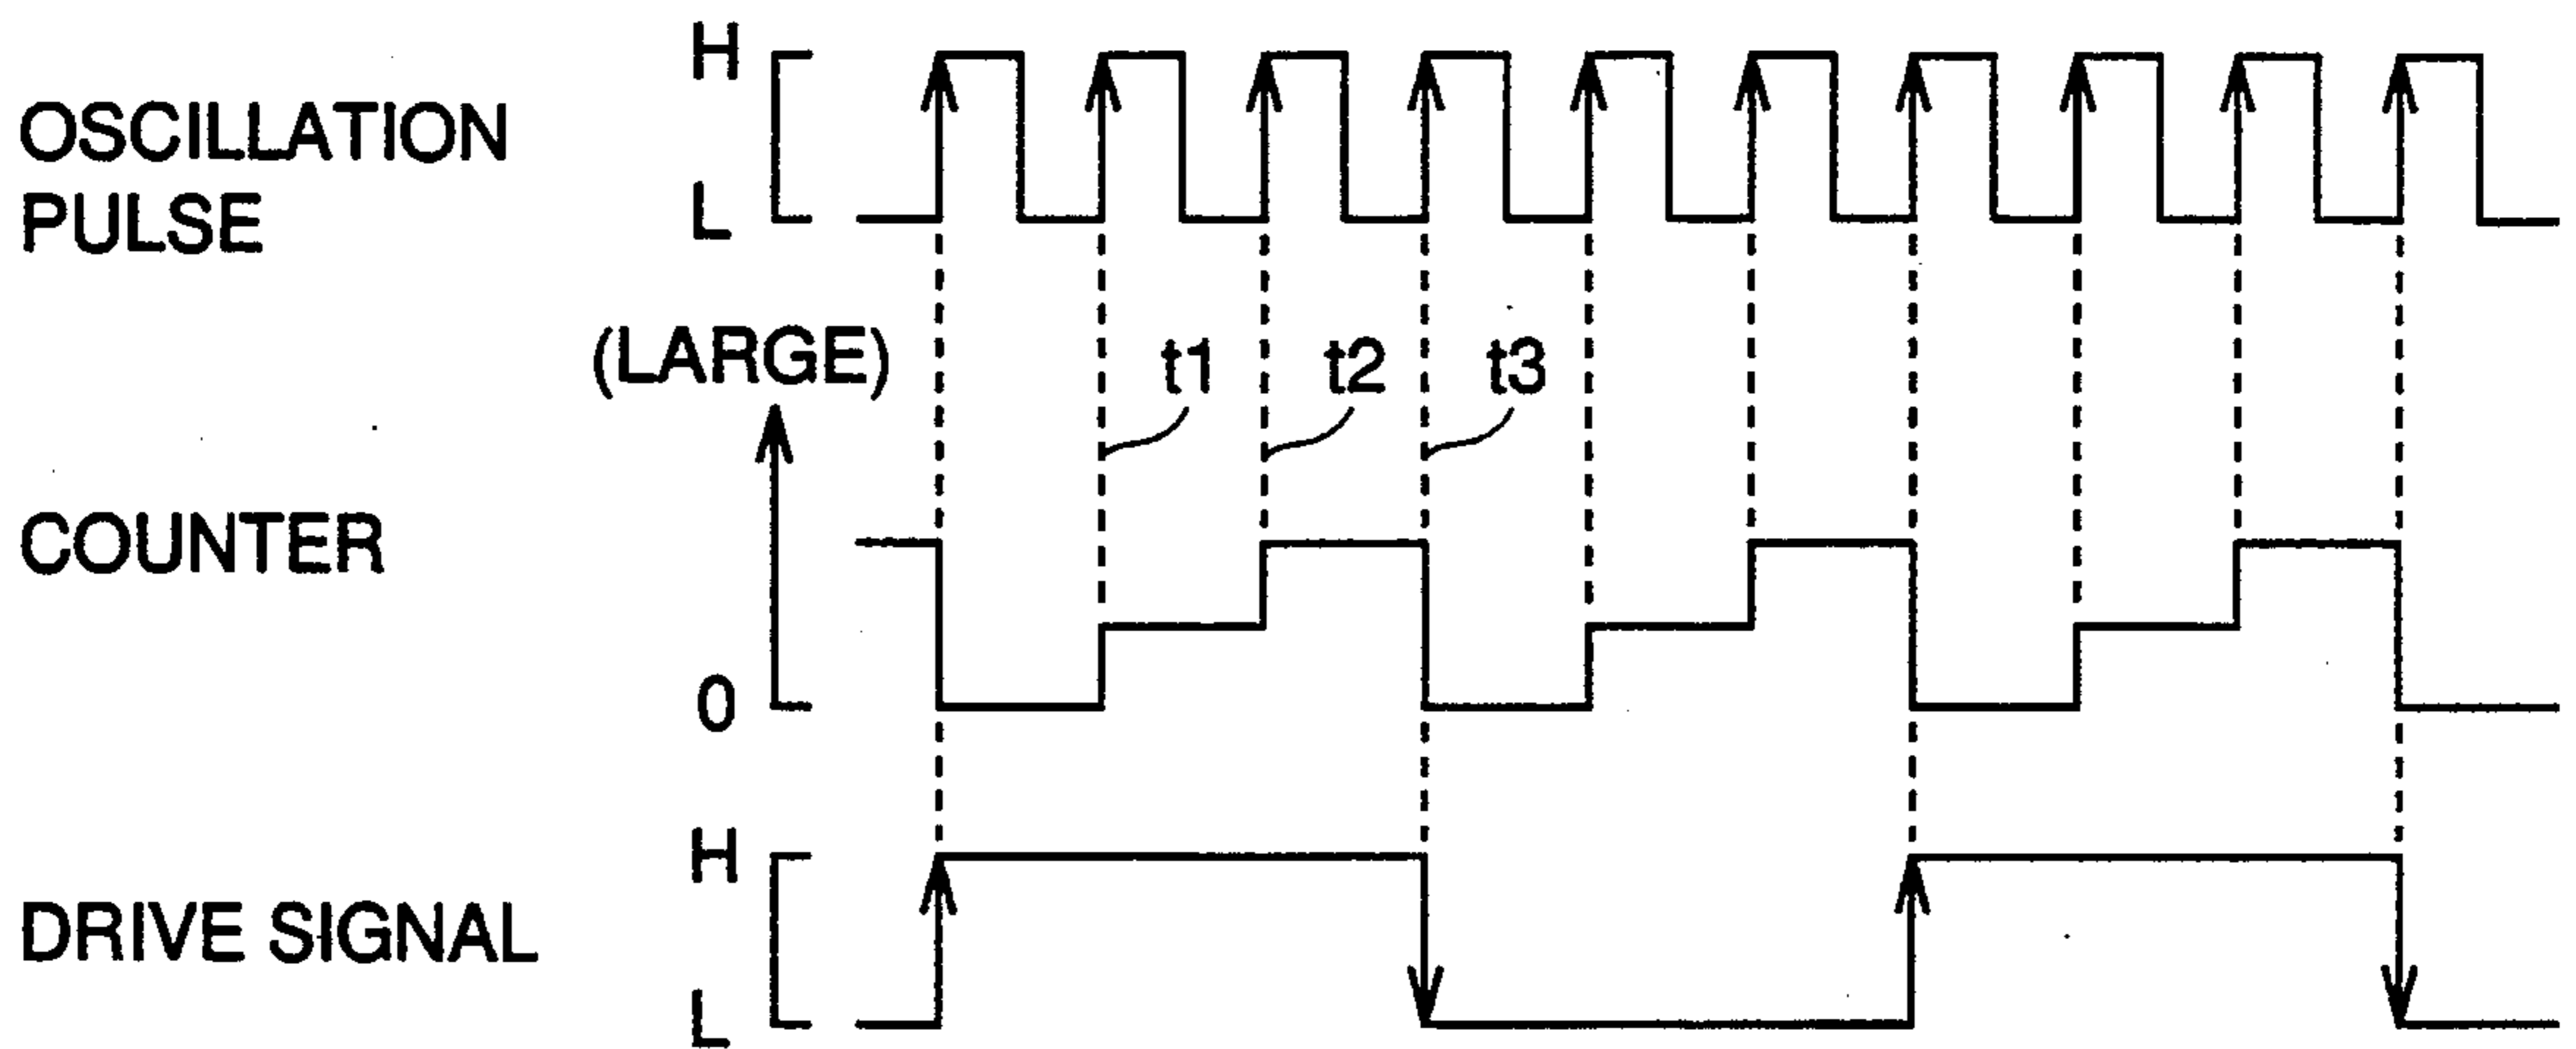 H
OSCILLATION
PULSE
L
(LARGE)
t1 t2 t3
COUNTER
0
H
DRIVE SIGNAL
L